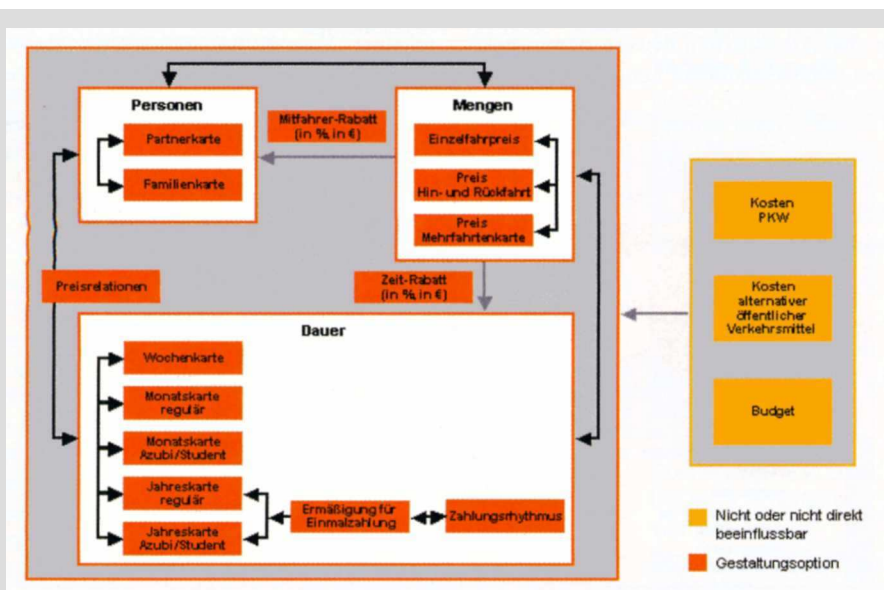 Personen
Partnerkarte
Familienkarte
Mitfahrer-Rabatt
(in %, in €)
Mengen
Einzelfahrpreis
Preis
Hin- und Rückfahrt
Preis
Mehrfahrtenkarte
Preisrelationen
Zeit-Rabatt
(in %, in €)
Dauer
Wochenkarte
Monatskarte
regulär
Monatskarte
Azubi/Student
Jahreskarte
regulär
Jahreskarte
Azubi/Student
Ermäßigung für
Einmalzahlung
Zahlungsrhythmus
Kosten
PKW
Kosten
alternativer
öffentlicher
Verkehrsmittel
Budget
Nicht oder nicht direkt
beeinflussbar
Gestaltungsoption